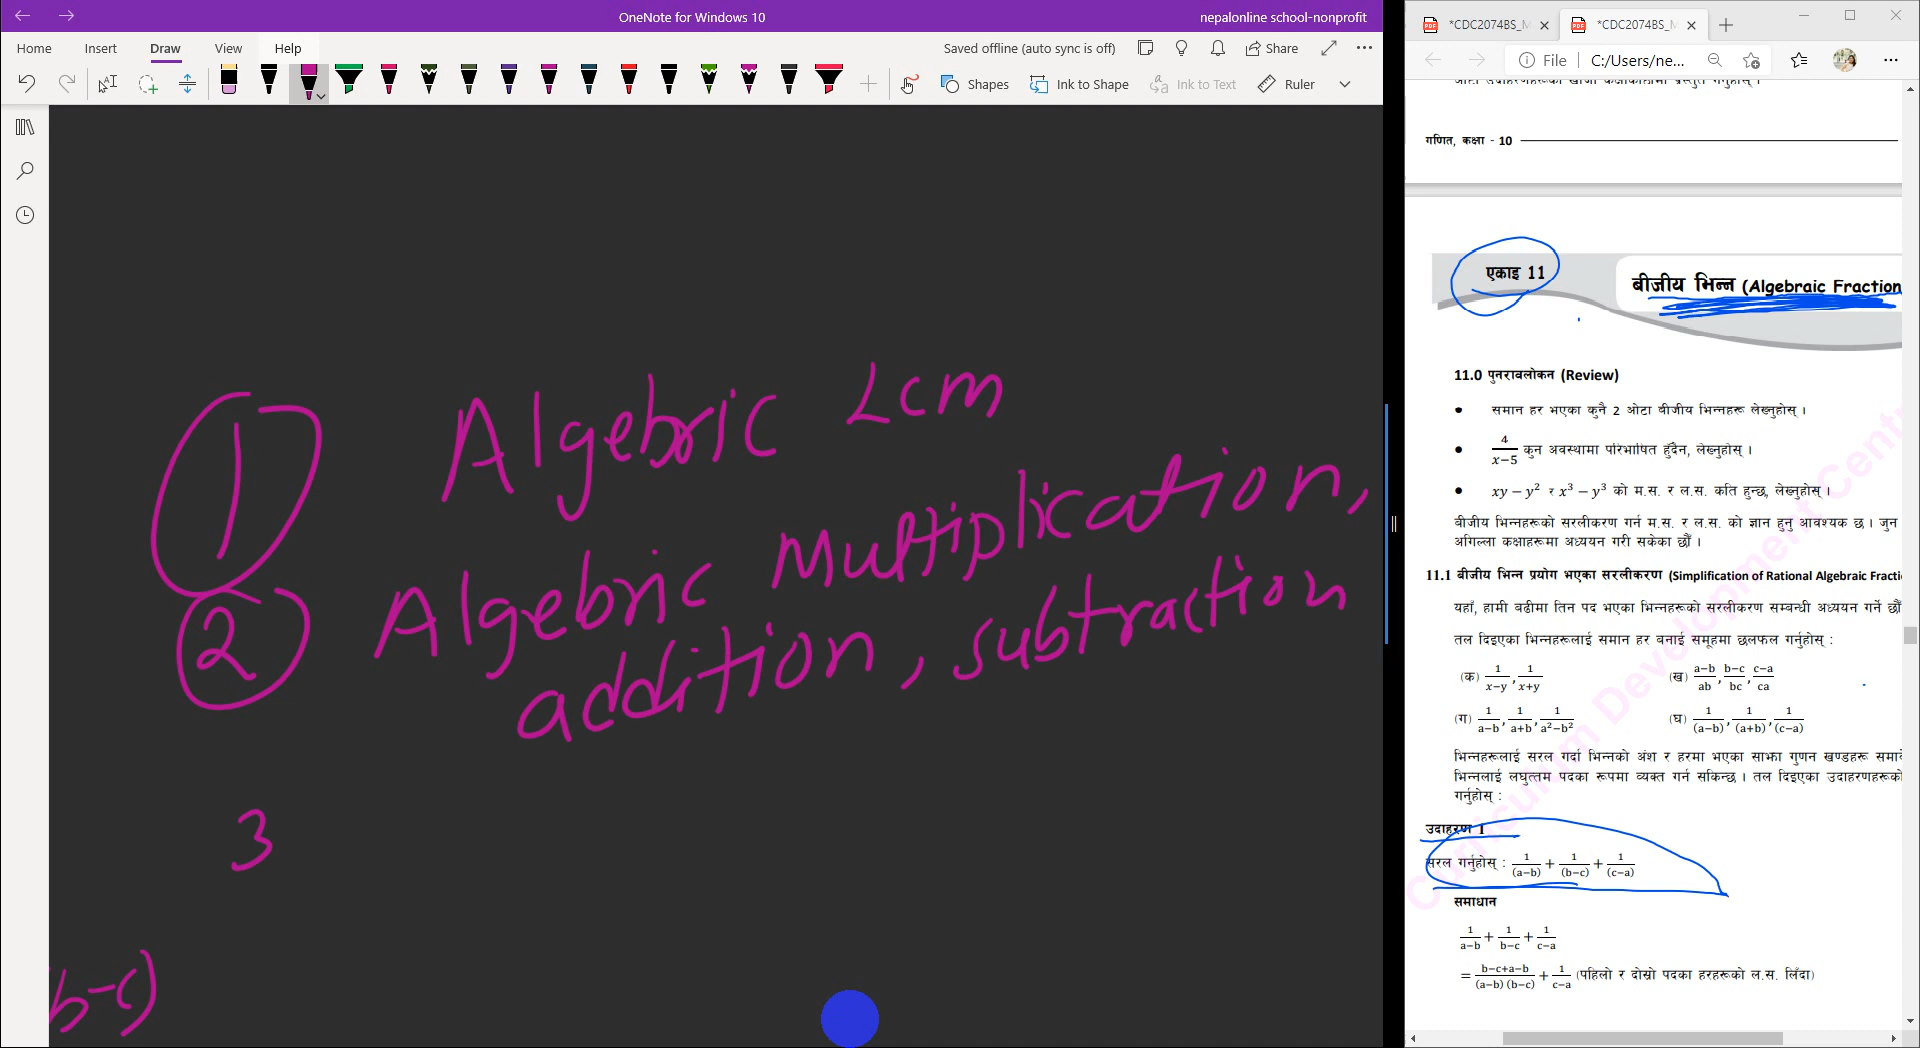 OneNote for Windows 10
nepalonline school-nonprofit
Home Insert Draw View Help
Saved offline (auto sync is off) Share
Shapes Ink to Shape Ink to Text Ruler
1 Algebric Lcm
2 Algebric Multiplication,
addition, subtraction
3
b-c)
*CDC2074BS_M *CDC2074BS_M
File C:/Users/ne...
गणित, कक्षा - 10
एकाइ 11
बीजीय भिन्न (Algebraic Fraction
11.0 पुनरावलोकन (Review)
• समान हर भएका कुनै 2 ओटा बीजीय भिन्नहरू लेख्नुहोस् ।
• 4/(x−5) कुन अवस्थामा परिभाषित हुँदैन, लेख्नुहोस् ।
• xy − y² र x³ − y³ को म.स. र ल.स. कति हुन्छ, लेख्नुहोस् ।
बीजीय भिन्नहरूको सरलीकरण गर्न म.स. र ल.स. को ज्ञान हुनु आवश्यक छ । जुन
अगिल्ला कक्षाहरूमा अध्ययन गरी सकेका छौँ ।
11.1 बीजीय भिन्न प्रयोग भएका सरलीकरण (Simplification of Rational Algebraic Fracti
यहाँ, हामी बढीमा तिन पद भएका भिन्नहरूको सरलीकरण सम्बन्धी अध्ययन गर्ने छौँ
तल दिइएका भिन्नहरूलाई समान हर बनाई समूहमा छलफल गर्नुहोस् :
(क) 1/(x−y), 1/(x+y) (ख) (a−b)/ab, (b−c)/bc, (c−a)/ca
(ग) 1/(a−b), 1/(a+b), 1/(a²−b²) (घ) 1/(a−b), 1/(a+b), 1/(c−a)
भिन्नहरूलाई सरल गर्दा भिन्नको अंश र हरमा भएका साझा गुणन खण्डहरू
भिन्नलाई लघुत्तम पदका रूपमा व्यक्त गर्न सकिन्छ । तल दिइएका उदाहरणहरूको
गर्नुहोस् :
उदाहरण 1
सरल गर्नुहोस् : 1/(a−b) + 1/(b−c) + 1/(c−a)
समाधान
1/(a−b) + 1/(b−c) + 1/(c−a)
= (b−c+a−b)/((a−b)(b−c)) + 1/(c−a) (पहिलो र दोस्रो पदका हरहरूको ल.स. लिँदा)
Curriculum Development Centr